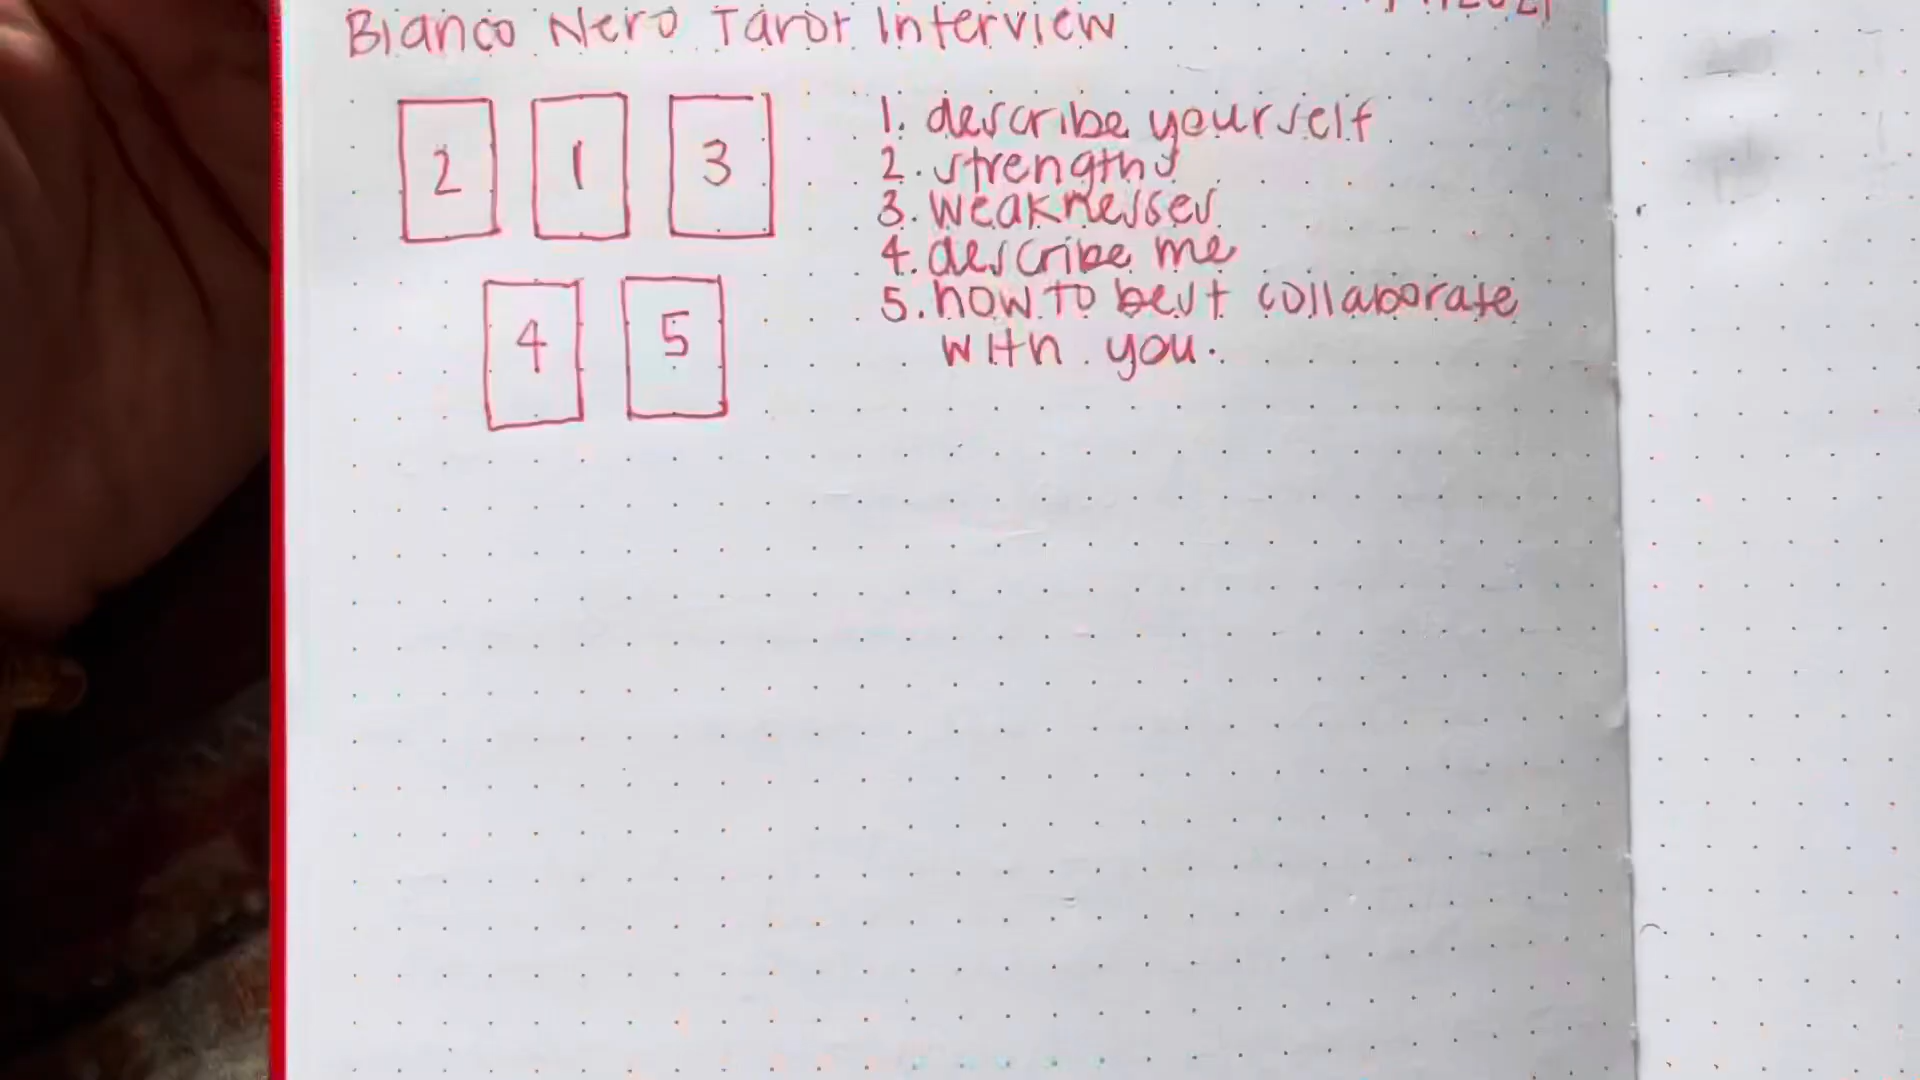 Bianco Nero Tarot Interview
2 1 3
4 5
1. describe yourself
2. strengths
3. weaknesses
4. describe me
5. how to best collaborate
with you.